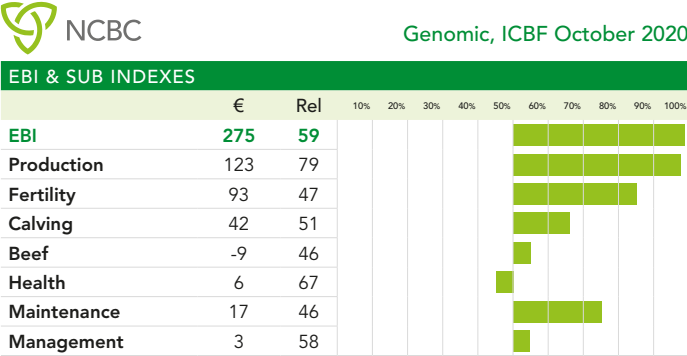 NCBC
Genomic, ICBF October 2020
EBI & SUB INDEXES
€ Rel 10% 20% 30% 40% 50% 60% 70% 80% 90% 100%
EBI 275 59
Production 123 79
Fertility 93 47
Calving 42 51
Beef -9 46
Health 6 67
Maintenance 17 46
Management 3 58